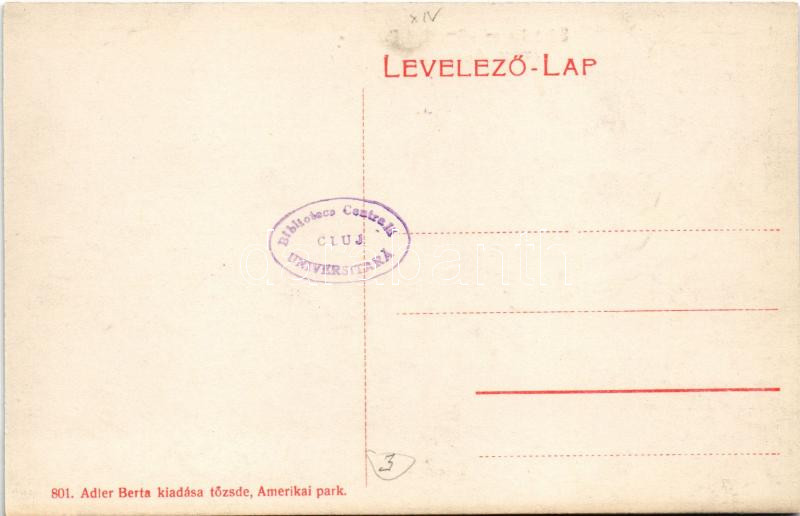 XIV
LEVELEZŐ-LAP
Biblioteca Centrală
CLUJ
UNIVERSITARĂ
3
801. Adler Berta kiadása tőzsde, Amerikai park.